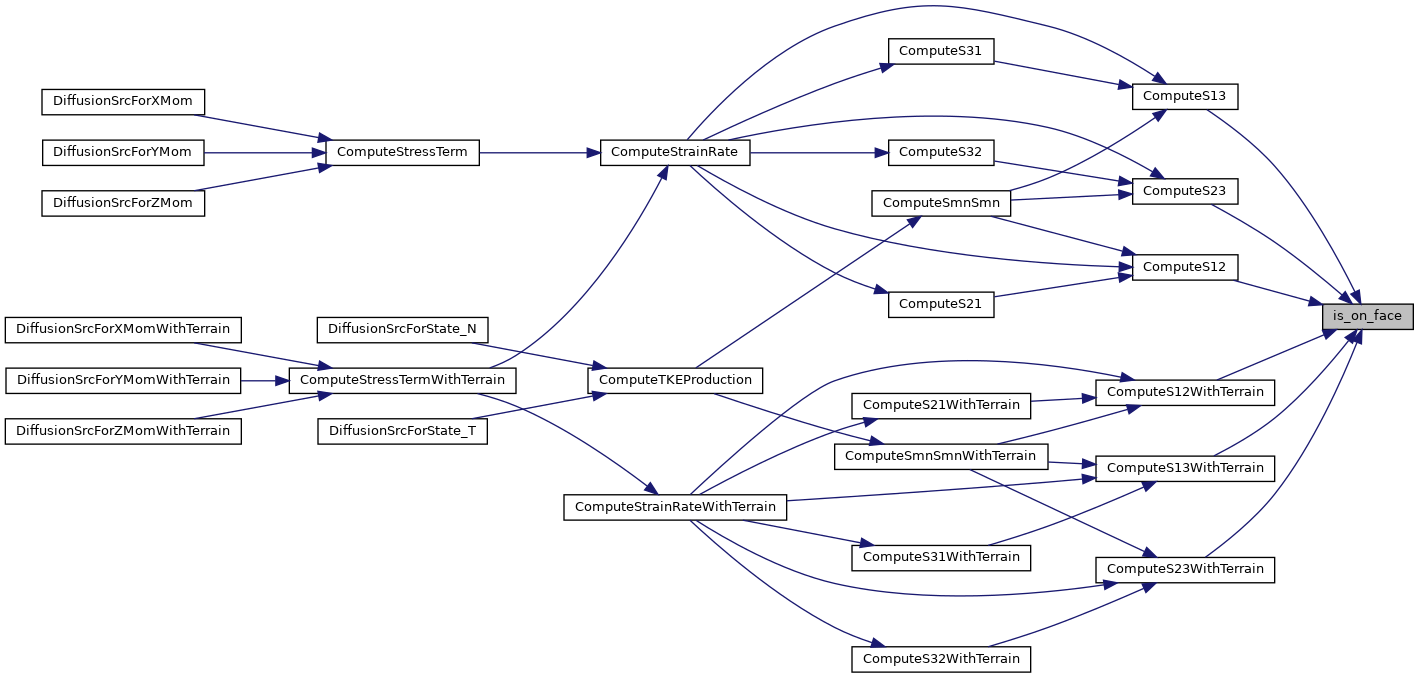 ComputeS31
ComputeS13
DiffusionSrcForXMom
DiffusionSrcForYMom
ComputeStressTerm
ComputeStrainRate
ComputeS32
DiffusionSrcForZMom
ComputeSmnSmn
ComputeS23
ComputeS12
ComputeS21
is_on_face
DiffusionSrcForXMomWithTerrain
DiffusionSrcForState_N
DiffusionSrcForYMomWithTerrain
ComputeStressTermWithTerrain
ComputeTKEProduction
ComputeS12WithTerrain
ComputeS21WithTerrain
DiffusionSrcForZMomWithTerrain
DiffusionSrcForState_T
ComputeSmnSmnWithTerrain
ComputeS13WithTerrain
ComputeStrainRateWithTerrain
ComputeS31WithTerrain
ComputeS23WithTerrain
ComputeS32WithTerrain